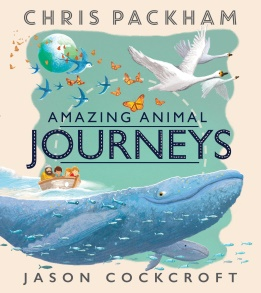 CHRIS PACKHAM
AMAZING ANIMAL
JOURNEYS
JASON COCKCROFT